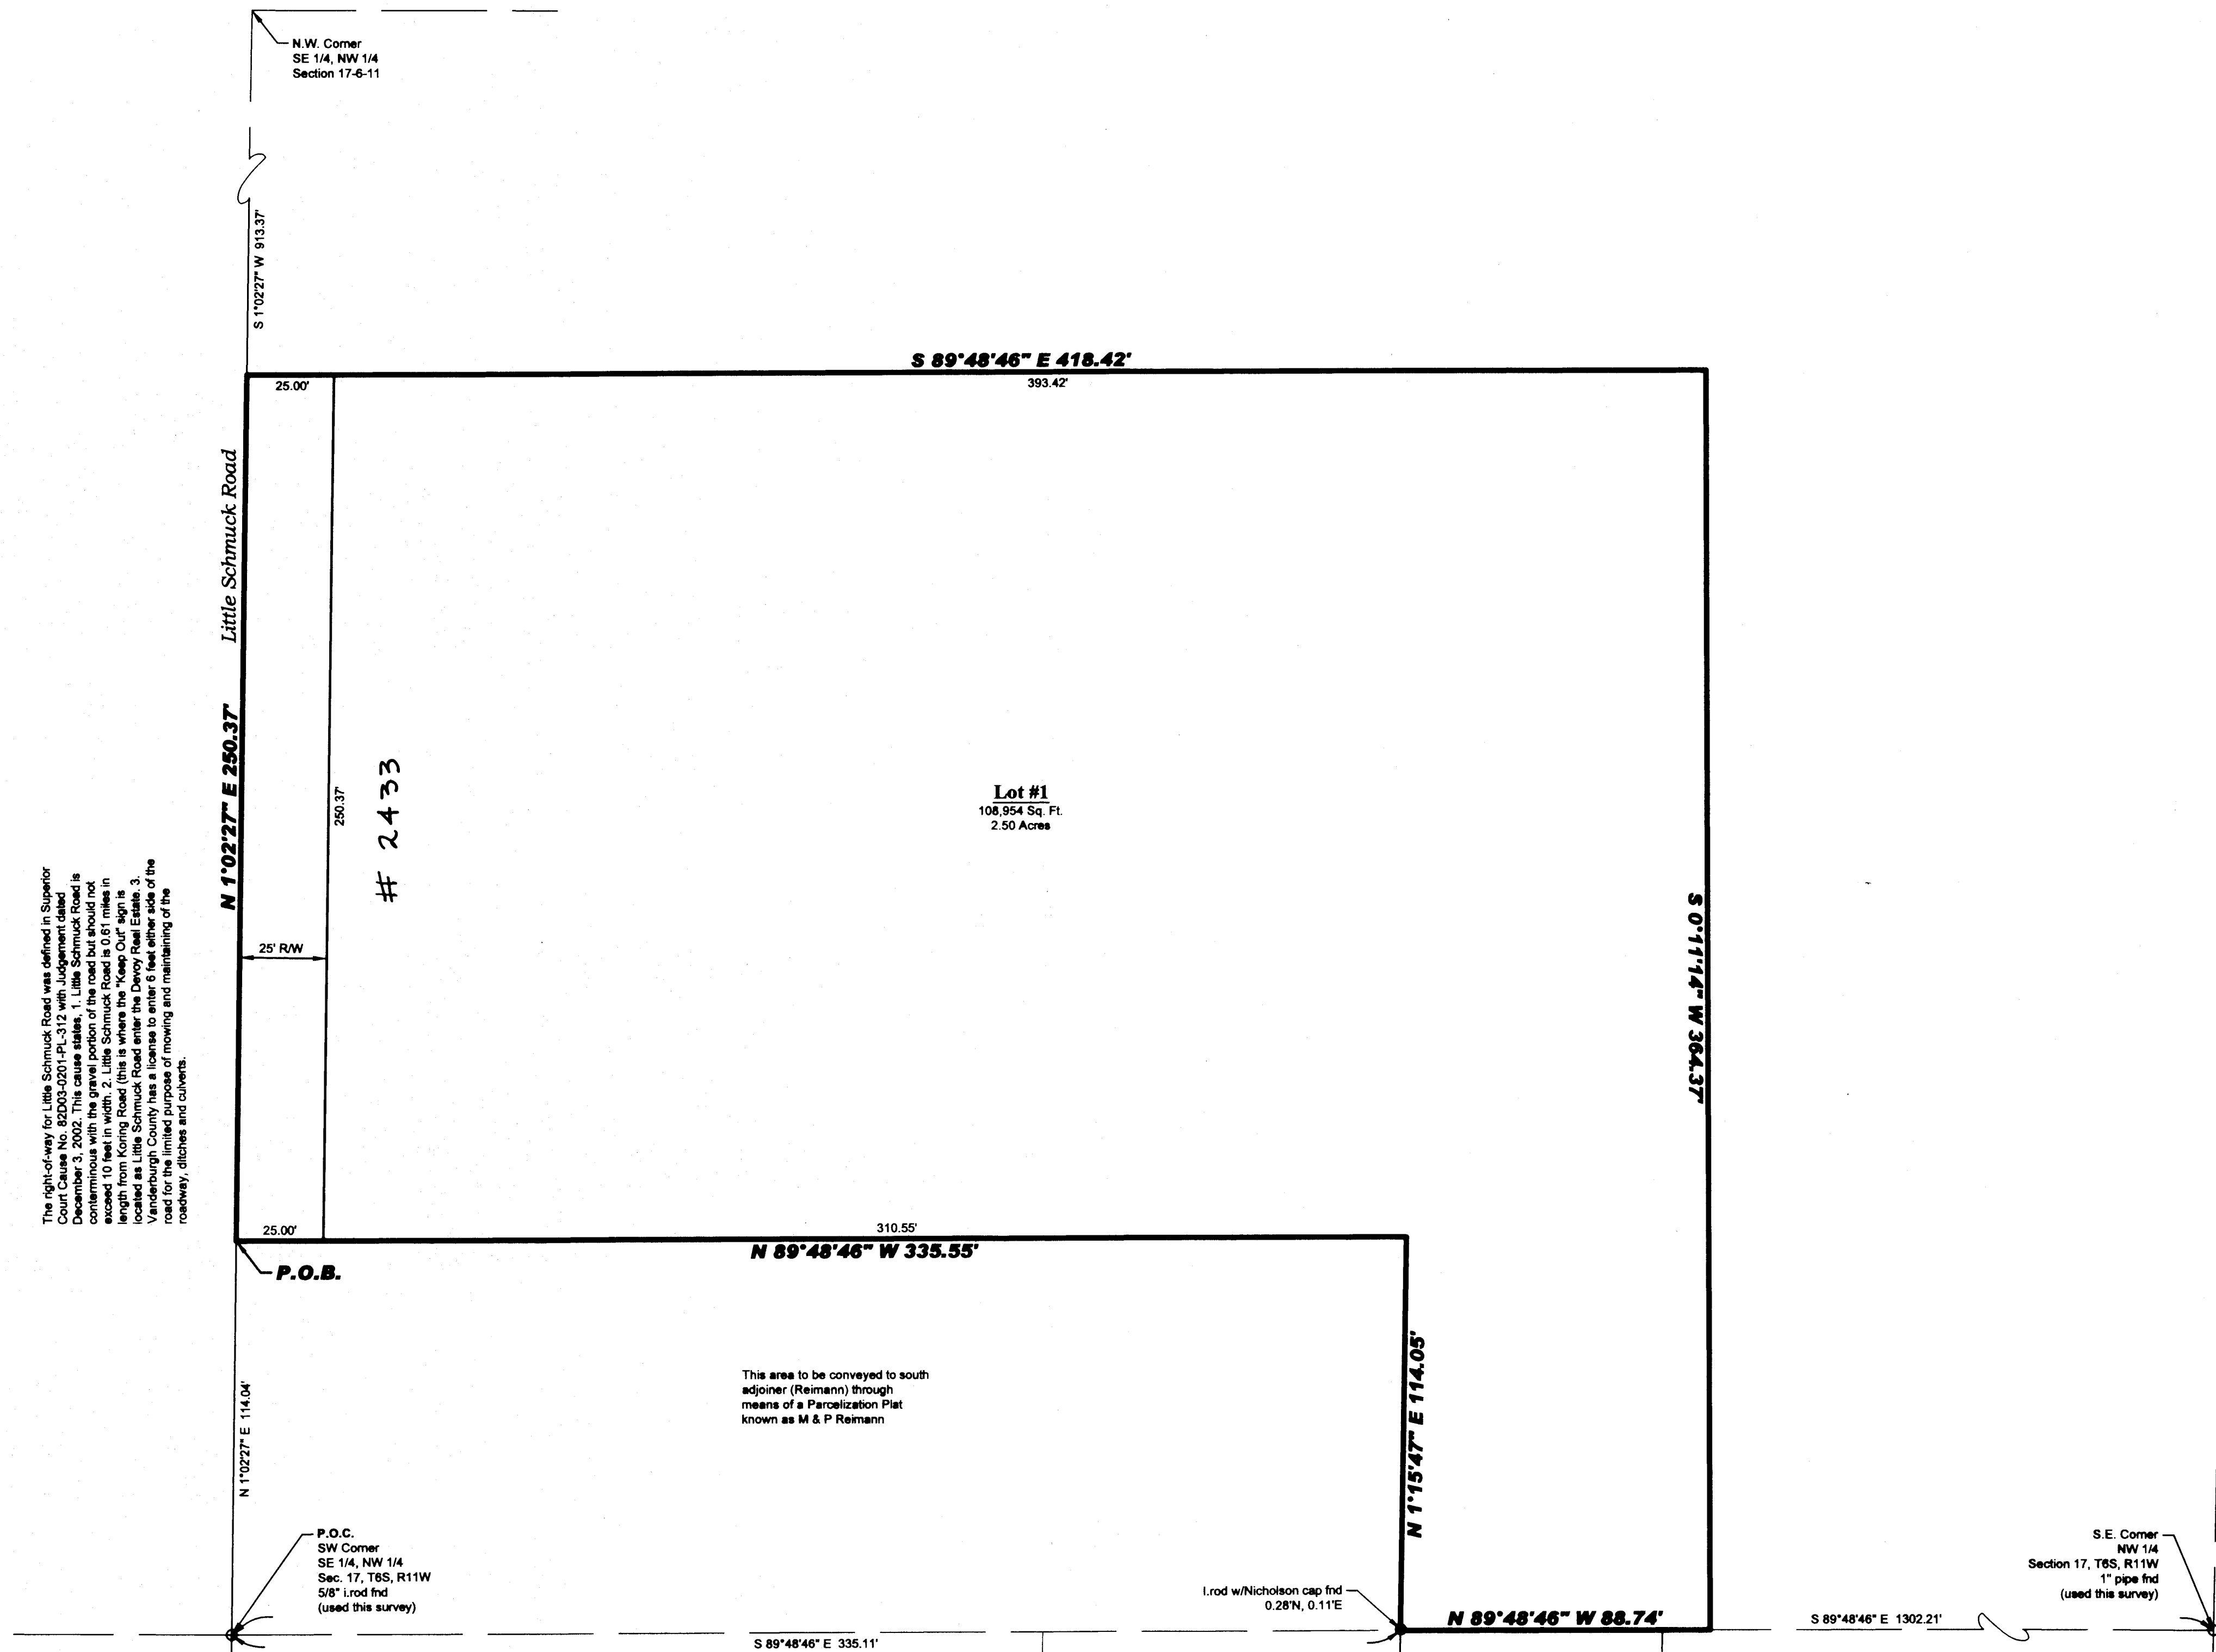 N.W. Corner
SE 1/4, NW 1/4
Section 17-6-11
S 1°02'27" W 913.37'
S 89°48'46" E 418.42'
25.00'
393.42'
Little Schmuck Road
N 1°02'27" E 250.37'
250.37'
# 2433
Lot #1
108,954 Sq. Ft.
2.50 Acres
25' R/W
S 0°11'14" W 364.37'
The right-of-way for Little Schmuck Road was defined in Superior
Court Cause No. 82D03-0201-PL-312 with Judgement dated
December 3, 2002. This cause states, 1. Little Schmuck Road is
conterminous with the gravel portion of the road but should not
exceed 10 feet in width. 2. Little Schmuck Road is 0.61 miles in
length from Koring Road (this is where the "Keep Out" sign is
located as Little Schmuck Road enter the Devoy Real Estate. 3.
Vanderburgh County has a license to enter 6 feet either side of the
road for the limited purpose of mowing and maintaining of the
roadway, ditches and culverts.
25.00'
310.55'
N 89°48'46" W 335.55'
P.O.B.
This area to be conveyed to south
adjoiner (Reimann) through
means of a Parcelization Plat
known as M & P Reimann
N 1°02'27" E 114.04'
N 1°15'47" E 114.05'
P.O.C.
SW Corner
SE 1/4, NW 1/4
Sec. 17, T6S, R11W
5/8" i.rod fnd
(used this survey)
I.rod w/Nicholson cap fnd
0.28'N, 0.11'E
N 89°48'46" W 88.74'
S.E. Corner
NW 1/4
Section 17, T6S, R11W
1" pipe fnd
(used this survey)
S 89°48'46" E 1302.21'
S 89°48'46" E 335.11'